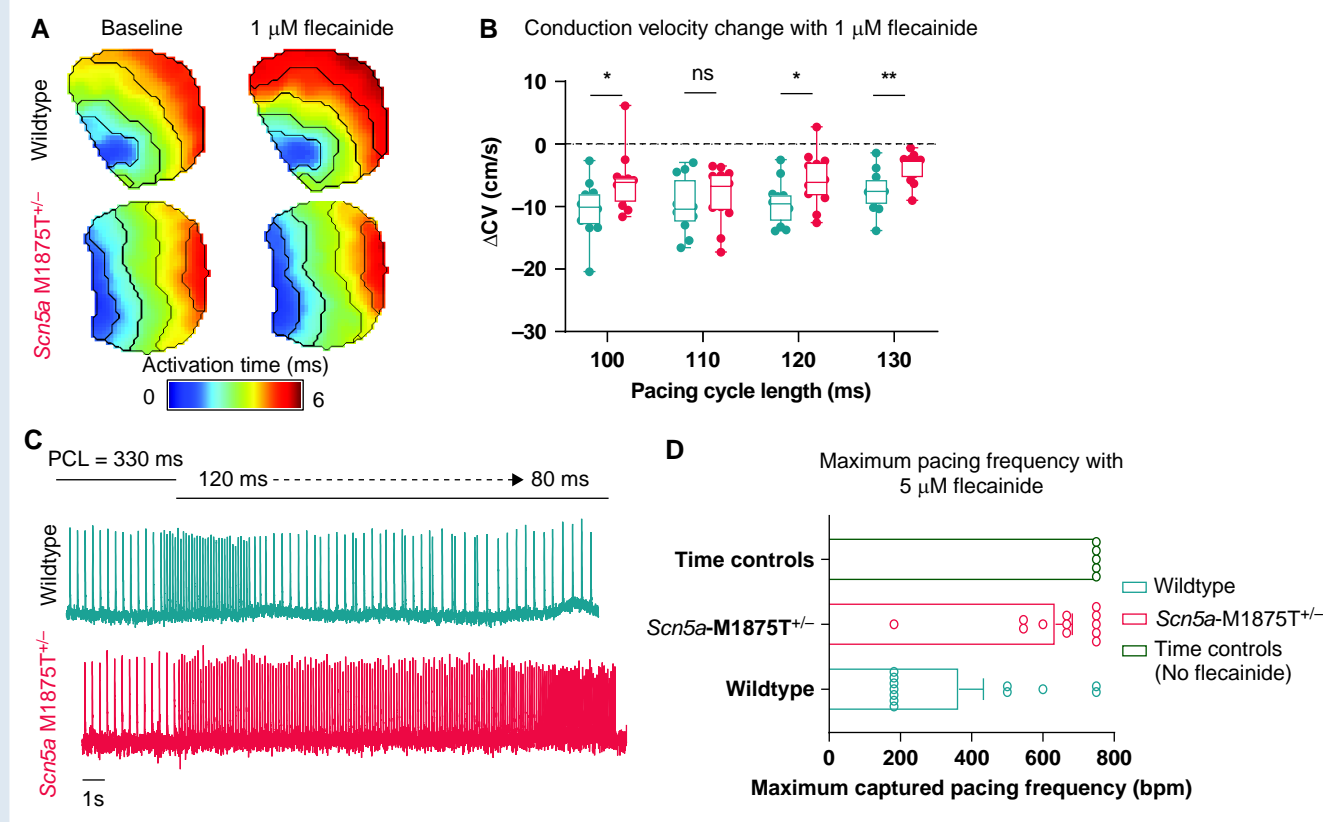 A
Baseline
1 μM flecainide
Wildtype
Scn5a M1875T+/–
Activation time (ms)
0
6
B
Conduction velocity change with 1 μM flecainide
*
ns
*
**
10
0
–10
–20
–30
ΔCV (cm/s)
100
110
120
130
Pacing cycle length (ms)
C
PCL = 330 ms
120 ms
80 ms
Wildtype
Scn5a M1875T+/–
1s
D
Maximum pacing frequency with
5 μM flecainide
Time controls
Scn5a-M1875T+/–
Wildtype
0
200
400
600
800
Maximum captured pacing frequency (bpm)
Wildtype
Scn5a-M1875T+/–
Time controls
(No flecainide)